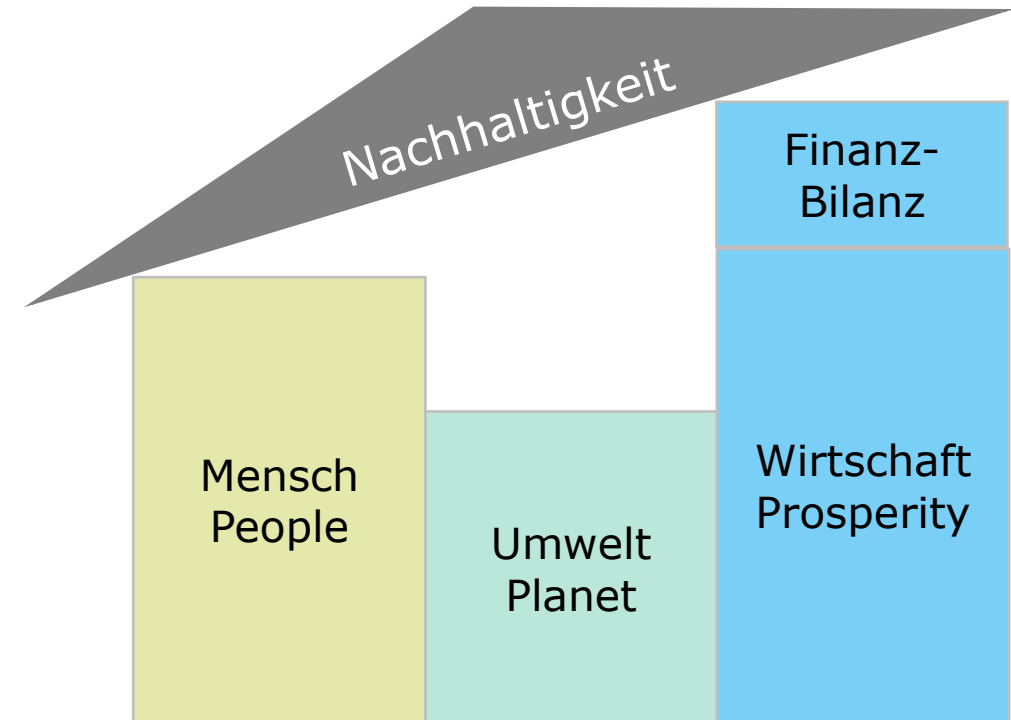 Nachhaltigkeit
Finanz-
Bilanz
Mensch
People
Umwelt
Planet
Wirtschaft
Prosperity